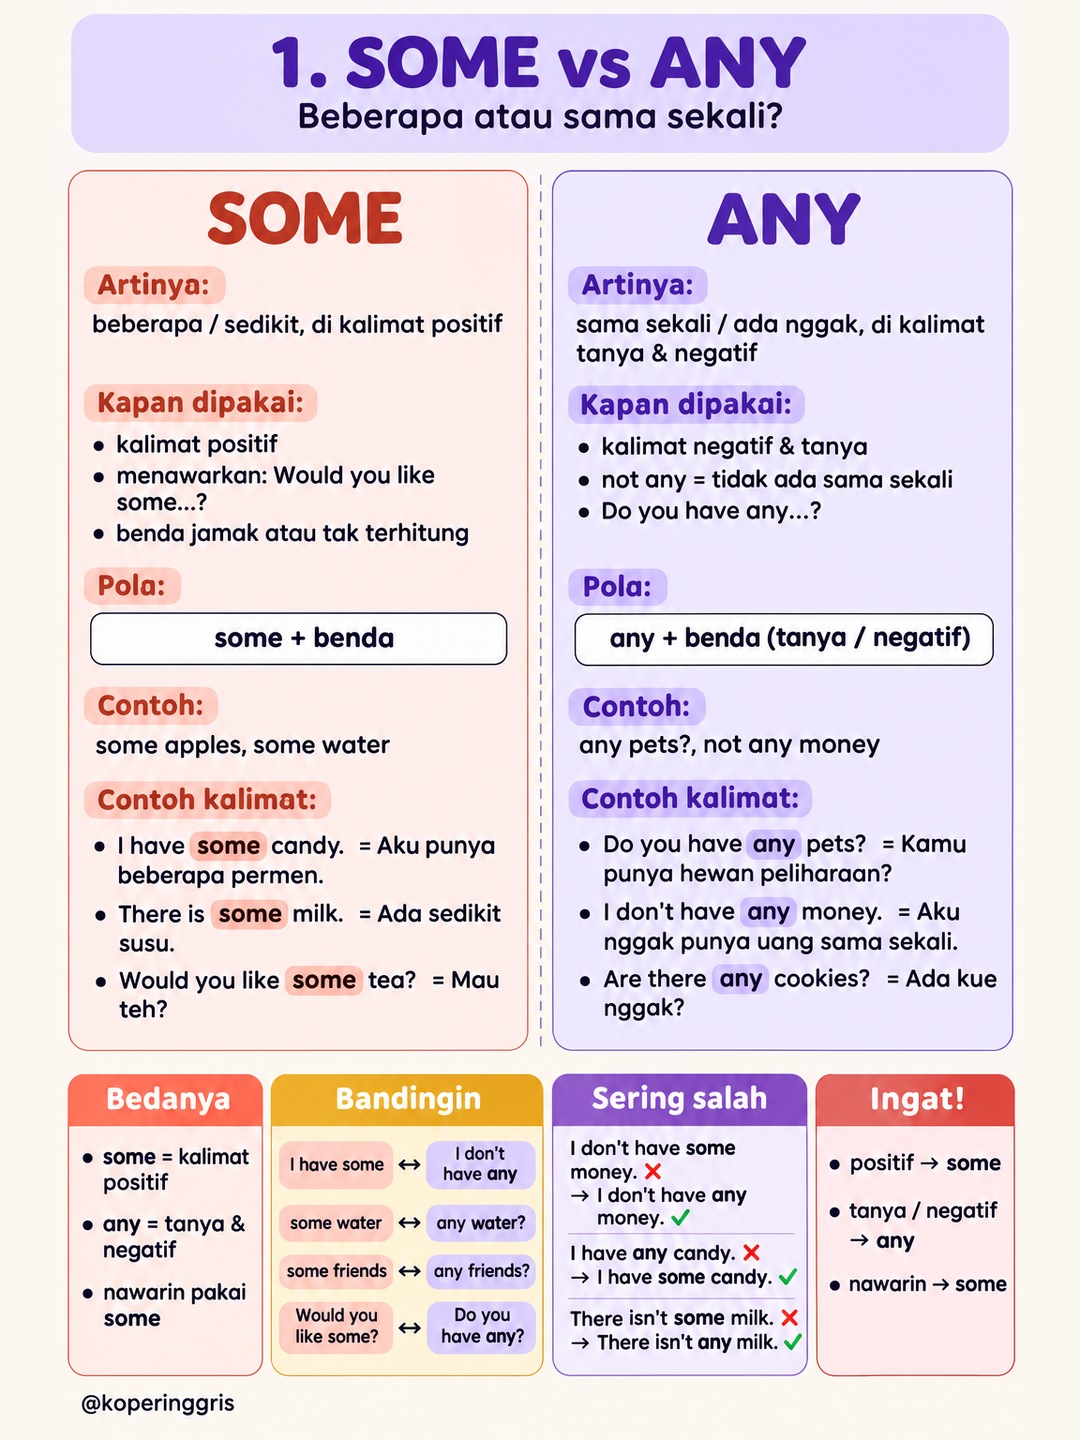 1. SOME vs ANY
Beberapa atau sama sekali?
SOME
Artinya:
beberapa / sedikit, di kalimat positif
Kapan dipakai:
• kalimat positif
• menawarkan: Would you like
some...?
• benda jamak atau tak terhitung
Pola:
some + benda
Contoh:
some apples, some water
Contoh kalimat:
• I have some candy. = Aku punya
beberapa permen.
• There is some milk. = Ada sedikit
susu.
• Would you like some tea? = Mau
teh?
ANY
Artinya:
sama sekali / ada nggak, di kalimat
tanya & negatif
Kapan dipakai:
• kalimat negatif & tanya
• not any = tidak ada sama sekali
• Do you have any...?
Pola:
any + benda (tanya / negatif)
Contoh:
any pets?, not any money
Contoh kalimat:
• Do you have any pets? = Kamu
punya hewan peliharaan?
• I don't have any money. = Aku
nggak punya uang sama sekali.
• Are there any cookies? = Ada kue
nggak?
Bedanya
• some = kalimat
positif
• any = tanya &
negatif
• nawarin pakai
some
Bandingin
I have some ↔ I don't
have any
some water ↔ any water?
some friends ↔ any friends?
Would you
like some? ↔ Do you
have any?
Sering salah
I don't have some
money. ❌
→ I don't have any
money. ✓
I have any candy. ❌
→ I have some candy. ✓
There isn't some milk. ❌
→ There isn't any milk. ✓
Ingat!
• positif → some
• tanya / negatif
→ any
• nawarin → some
@koperinggris